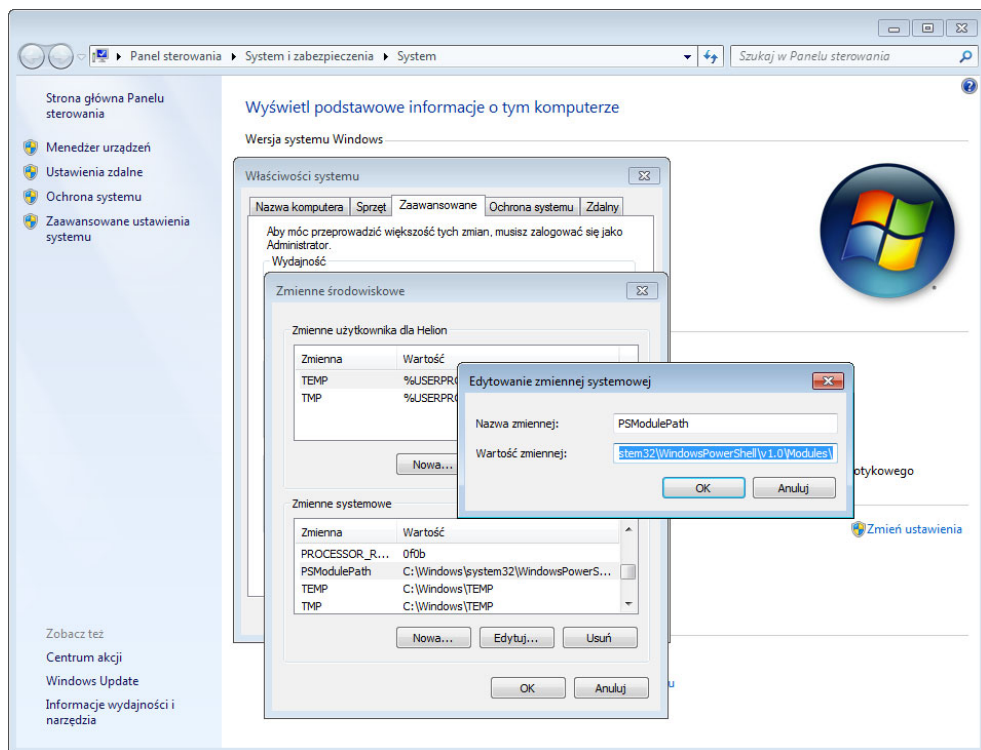 Panel sterowania System i zabezpieczenia System
Szukaj w Panelu sterowania
Strona główna Panelu
sterowania
Menedżer urządzeń
Ustawienia zdalne
Ochrona systemu
Zaawansowane ustawienia
systemu
Zobacz też
Centrum akcji
Windows Update
Informacje wydajności i
narzędzia
Wyświetl podstawowe informacje o tym komputerze
Wersja systemu Windows
Właściwości systemu
Nazwa komputera Sprzęt Zaawansowane Ochrona systemu Zdalny
Aby móc przeprowadzić większość tych zmian, musisz zalogować się jako
Administrator.
Wydajność
Zmienne środowiskowe
Zmienne użytkownika dla Helion
Zmienna Wartość
TEMP %USERPRO
TMP %USERPRO
Nowa...
Edytowanie zmiennej systemowej
Nazwa zmiennej: PSModulePath
Wartość zmiennej: stem32\WindowsPowerShell\v1.0\Modules\
OK Anuluj
otykowego
Zmień ustawienia
Zmienne systemowe
Zmienna Wartość
PROCESSOR_R... 0f0b
PSModulePath C:\Windows\system32\WindowsPowerS...
TEMP C:\Windows\TEMP
TMP C:\Windows\TEMP
Nowa... Edytuj... Usuń
OK Anuluj
u